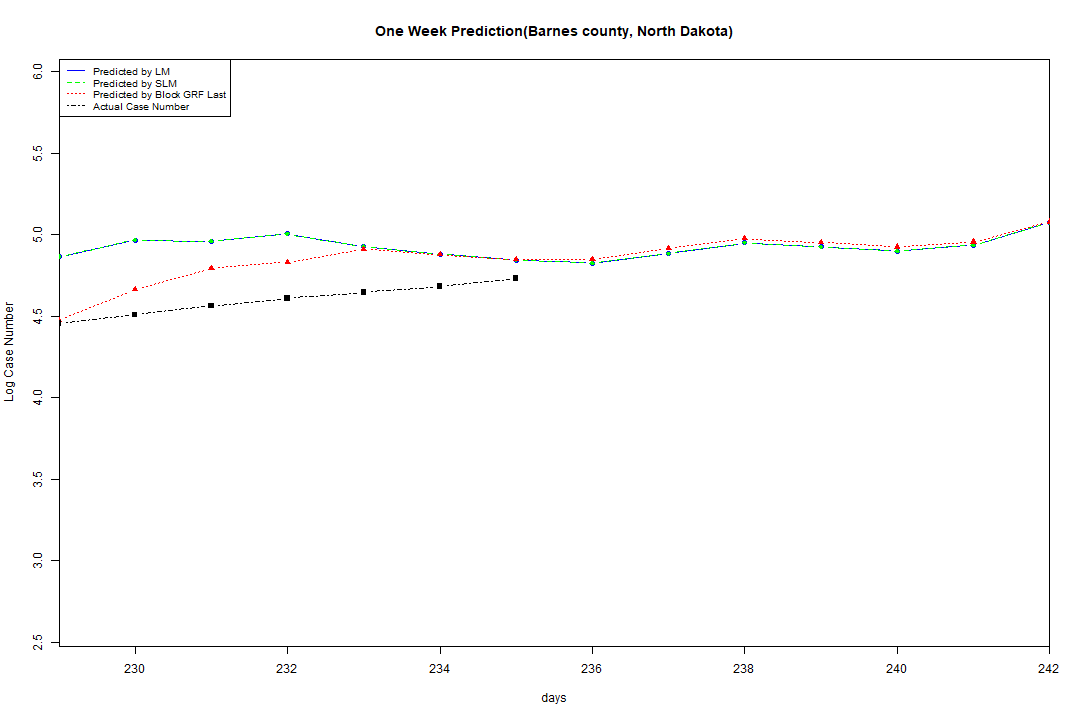 One Week Prediction(Barnes county, North Dakota)
Predicted by LM
Predicted by SLM
Predicted by Block GRF Last
Actual Case Number
6.0
5.5
5.0
4.5
4.0
3.5
3.0
2.5
Log Case Number
230 232 234 236 238 240 242
days